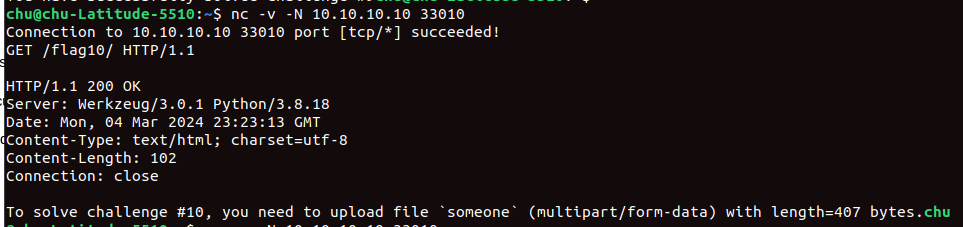 chu@chu-Latitude-5510:~$ nc -v -N 10.10.10.10 33010
Connection to 10.10.10.10 33010 port [tcp/*] succeeded!
GET /flag10/ HTTP/1.1
HTTP/1.1 200 OK
Server: Werkzeug/3.0.1 Python/3.8.18
Date: Mon, 04 Mar 2024 23:23:13 GMT
Content-Type: text/html; charset=utf-8
Content-Length: 102
Connection: close
To solve challenge #10, you need to upload file `someone` (multipart/form-data) with length=407 bytes.chu